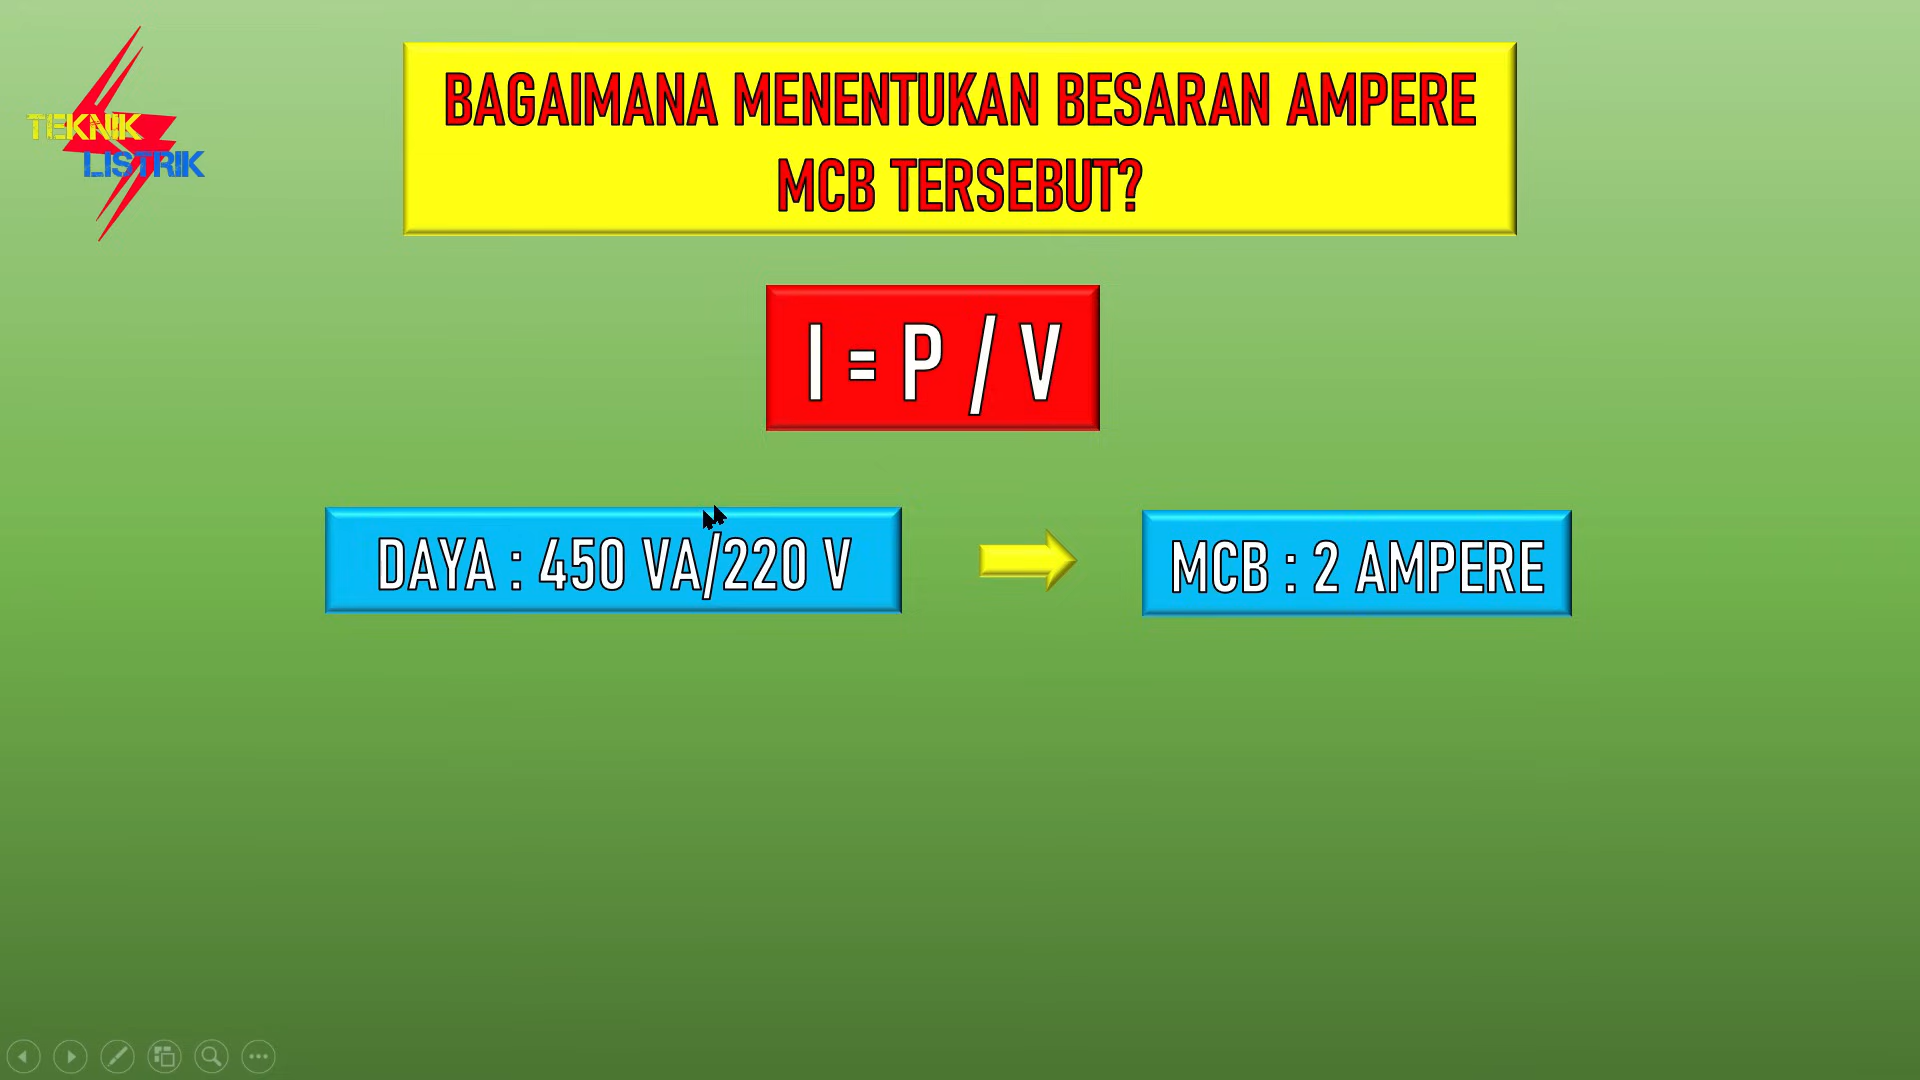 TEKNIK
LISTRIK
BAGAIMANA MENENTUKAN BESARAN AMPERE
MCB TERSEBUT?
I = P / V
DAYA : 450 VA/220 V
MCB : 2 AMPERE